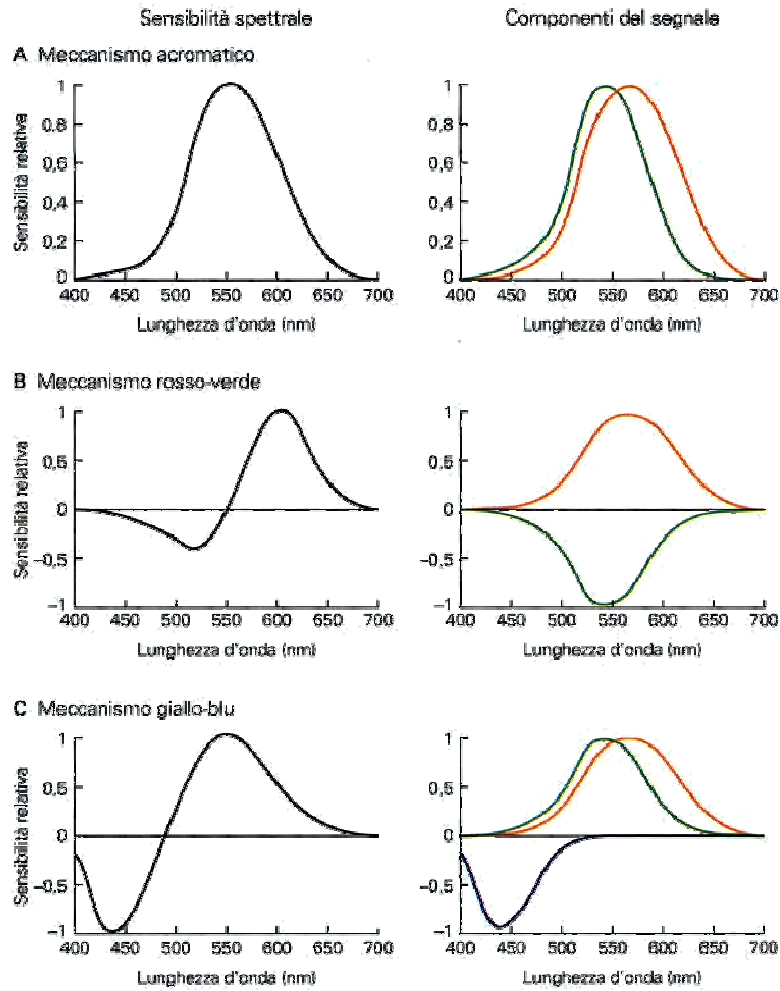 Sensibilità spettrale
Componenti del segnale
A Meccanismo acromatico
Sensibilità relativa
1
0,8
0,6
0,4
0,2
0
400 450 500 550 600 650 700
Lunghezza d'onda (nm)
1
0,8
0,6
0,4
0,2
0
400 450 500 550 600 650 700
Lunghezza d'onda (nm)
B Meccanismo rosso-verde
Sensibilità relativa
1
0,5
0
−0,5
−1
400 450 500 550 600 650 700
Lunghezza d'onda (nm)
1
0,5
0
−0,5
−1
400 450 500 550 600 650 700
Lunghezza d'onda (nm)
C Meccanismo giallo-blu
Sensibilità relativa
1
0,5
0
−0,5
−1
400 450 500 550 600 650 700
Lunghezza d'onda (nm)
1
0,5
0
−0,5
−1
400 450 500 550 600 650 700
Lunghezza d'onda (nm)